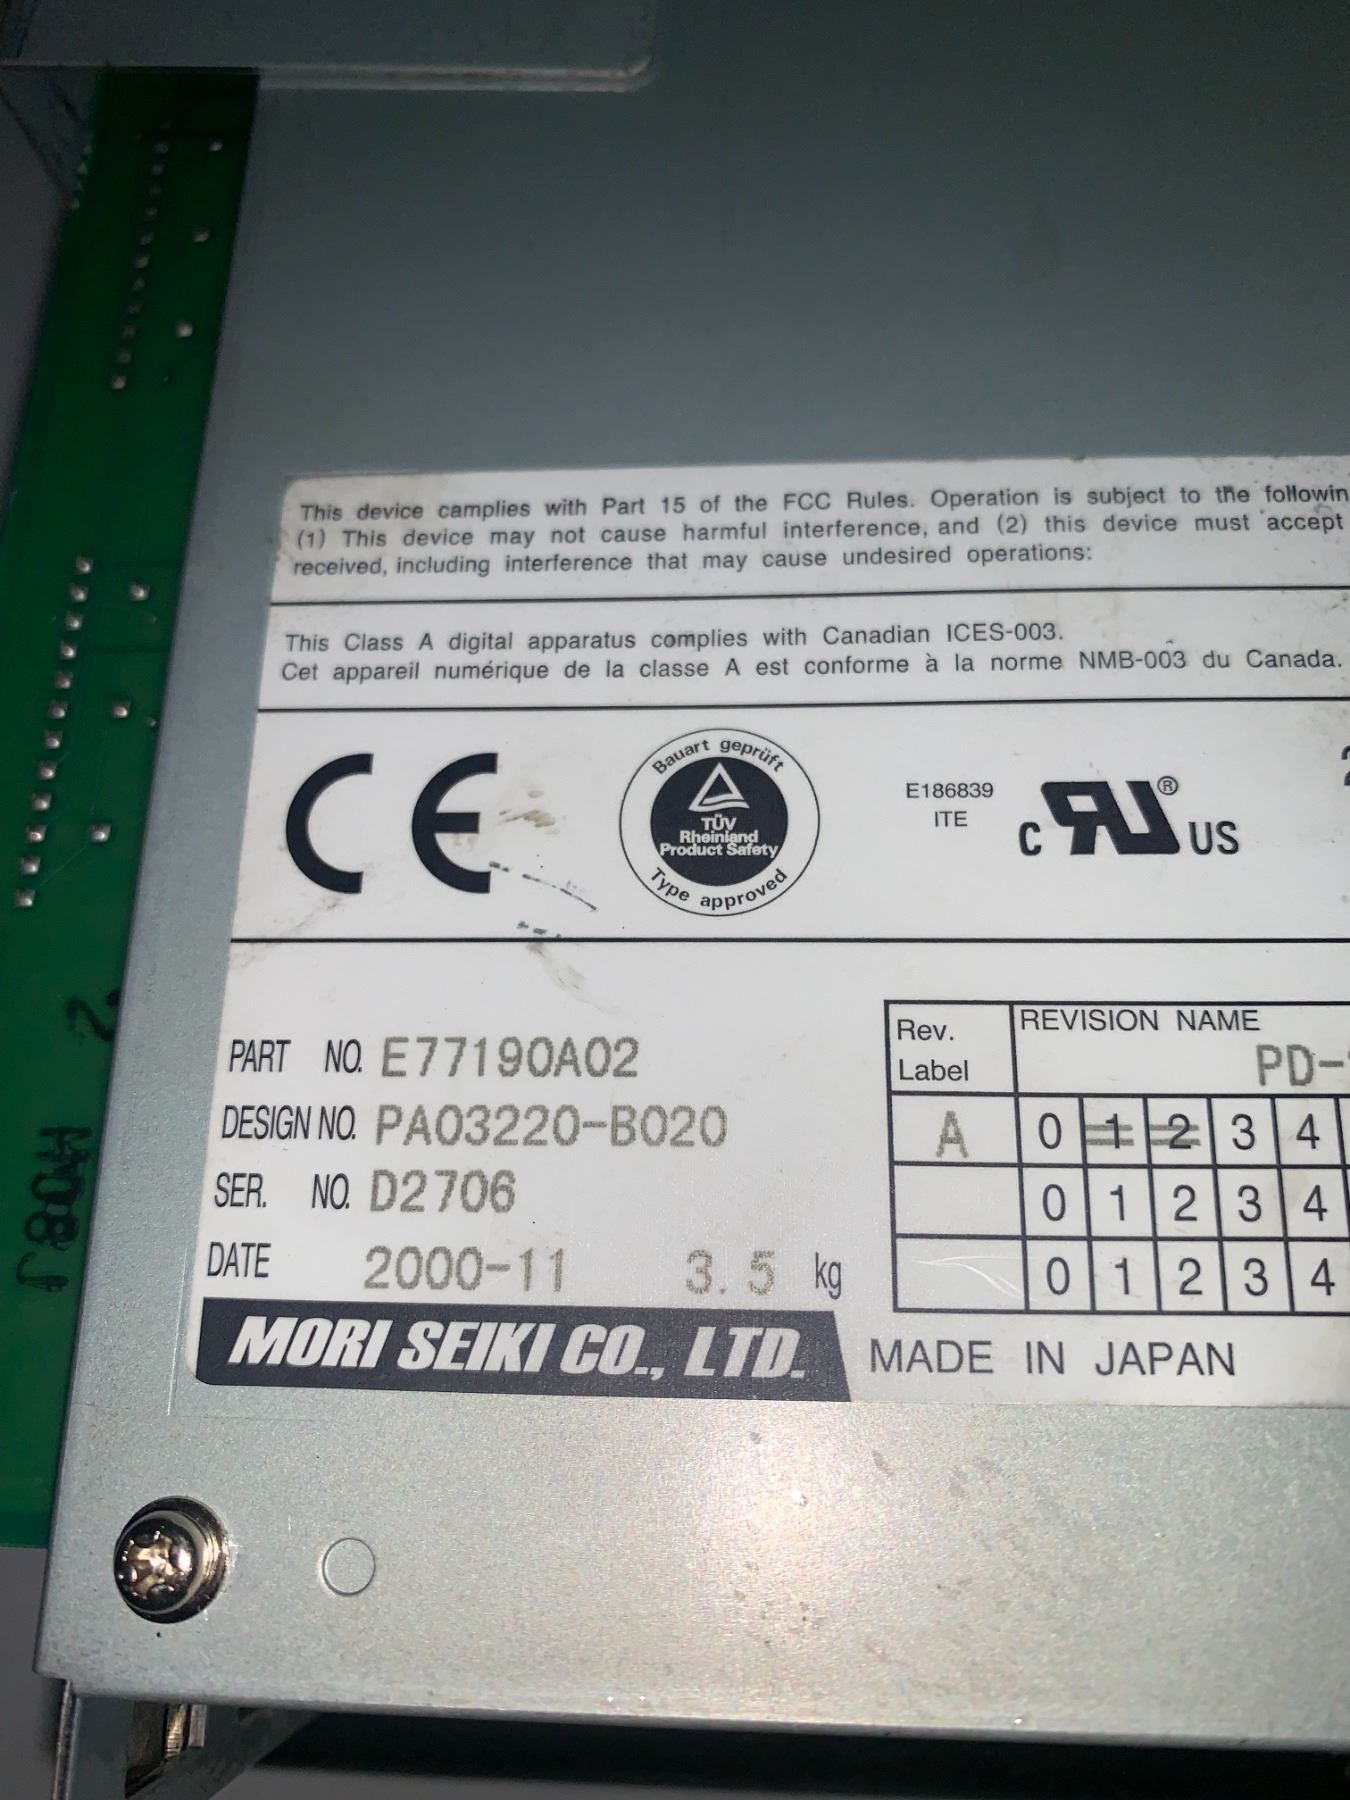 This device camplies with Part 15 of the FCC Rules. Operation is subject to the followin
(1) This device may not cause harmful interference, and (2) this device must accept
received, including interference that may cause undesired operations:
This Class A digital apparatus complies with Canadian ICES-003.
Cet appareil numérique de la classe A est conforme à la norme NMB-003 du Canada.
CE
Bauart geprüft
TÜV
Rheinland
Product Safety
Type approved
E186839
ITE
c RU ® US
PART NO. E77190A02
DESIGN NO. PA03220-B020
SER. NO. D2706
DATE 2000-11 3.5 kg
MORI SEIKI CO., LTD.
Rev. Label
REVISION NAME
PD-
A 0 1 2 3 4
0 1 2 3 4
0 1 2 3 4
MADE IN JAPAN